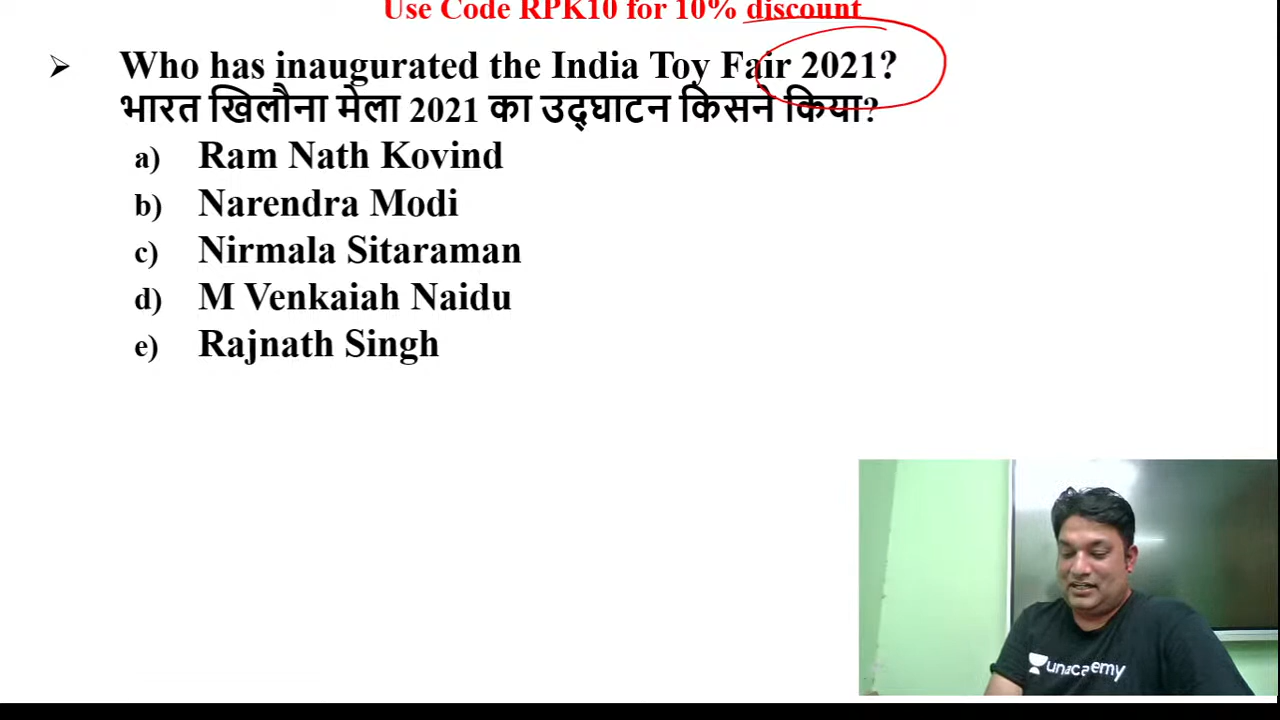 Use Code RPK10 for 10% discount
➢ Who has inaugurated the India Toy Fair 2021?
भारत खिलौना मेला 2021 का उद्घाटन किसने किया?
a) Ram Nath Kovind
b) Narendra Modi
c) Nirmala Sitaraman
d) M Venkaiah Naidu
e) Rajnath Singh
unacademy